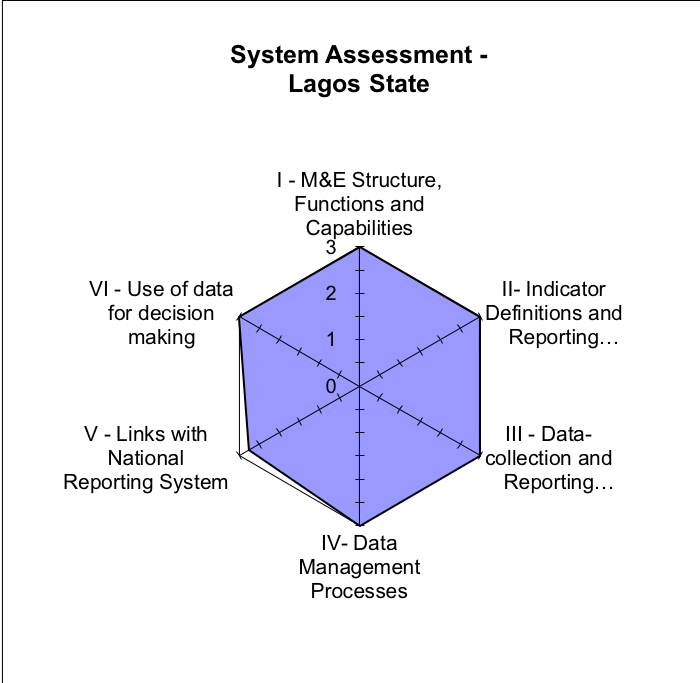 System Assessment -
Lagos State
I - M&E Structure,
Functions and
Capabilities
3
2
1
0
II- Indicator
Definitions and
Reporting…
III - Data-
collection and
Reporting…
IV- Data
Management
Processes
V - Links with
National
Reporting System
VI - Use of data
for decision
making